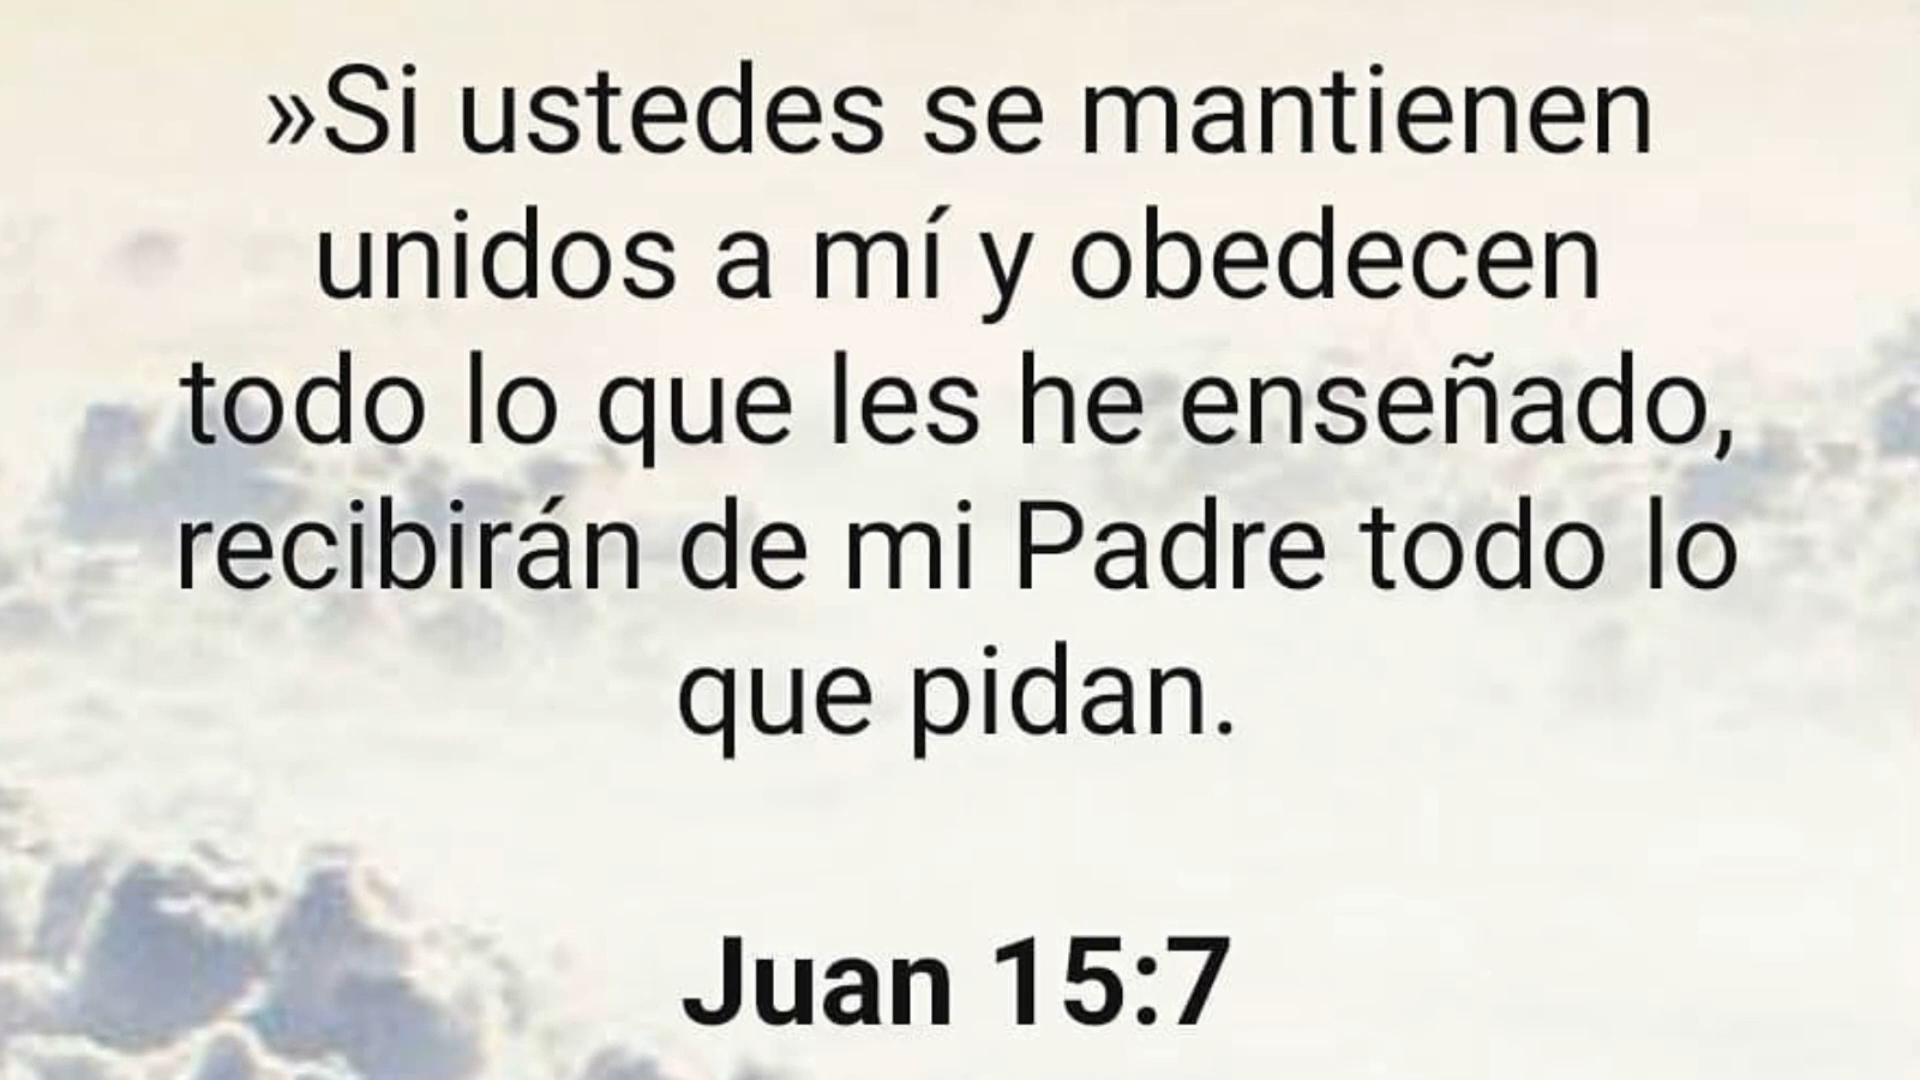 »Si ustedes se mantienen
unidos a mí y obedecen
todo lo que les he enseñado,
recibirán de mi Padre todo lo
que pidan.
Juan 15:7